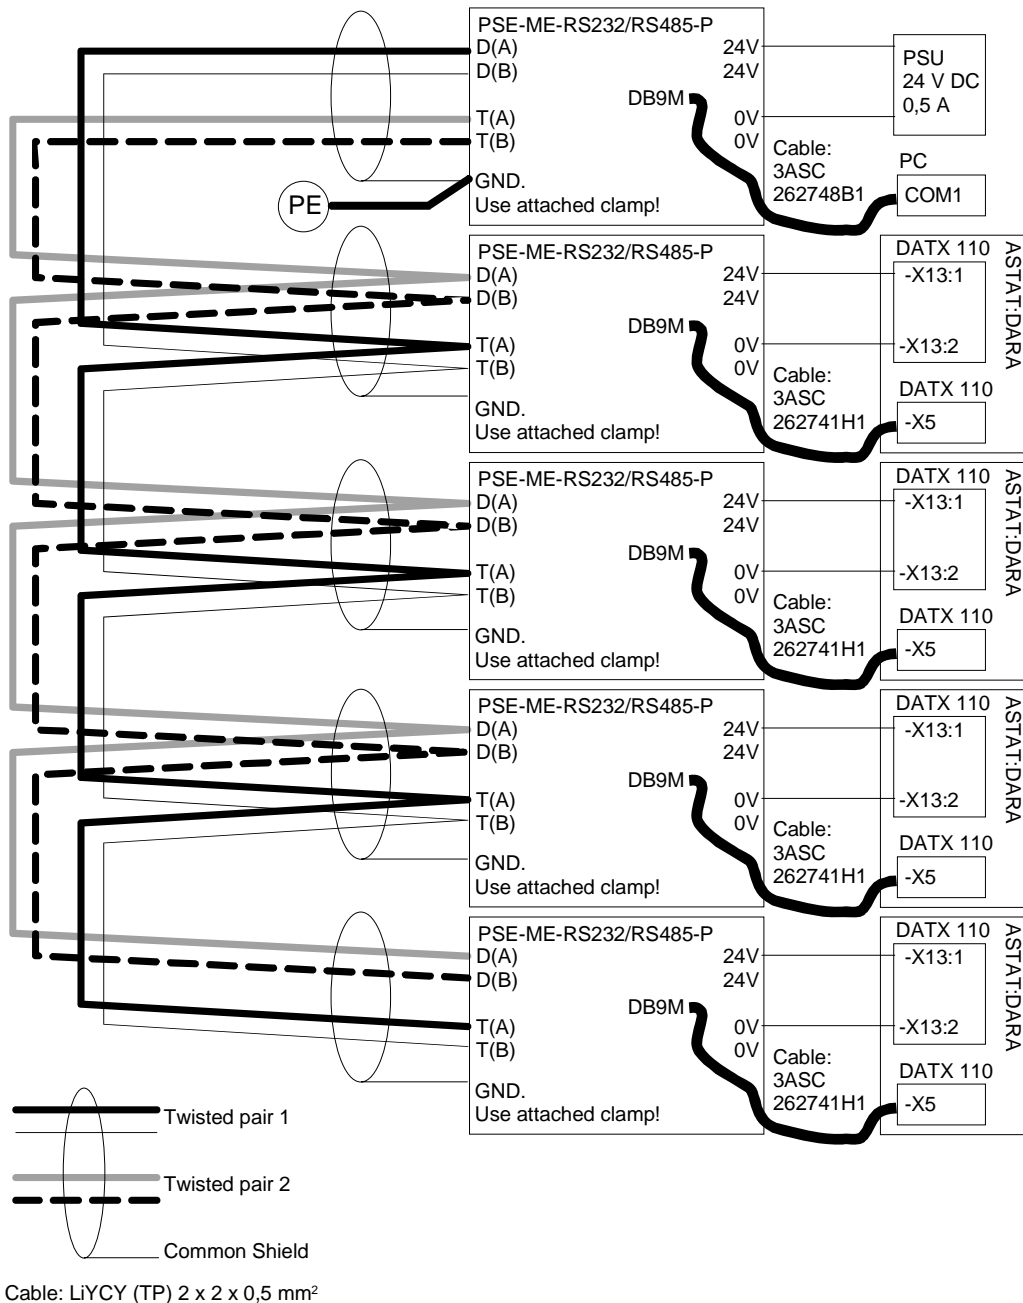 PSE-ME-RS232/RS485-P
D(A)
D(B)
T(A)
T(B)
GND.
Use attached clamp!
PE
24V
24V
DB9M
0V
0V
PSU
24 V DC
0,5 A
Cable:
3ASC
262748B1
PC
COM1
PSE-ME-RS232/RS485-P
D(A)
D(B)
T(A)
T(B)
GND.
Use attached clamp!
24V
24V
DB9M
0V
0V
Cable:
3ASC
262741H1
DATX 110
-X13:1
-X13:2
DATX 110
-X5
ASTAT:DARA
PSE-ME-RS232/RS485-P
D(A)
D(B)
T(A)
T(B)
GND.
Use attached clamp!
24V
24V
DB9M
0V
0V
Cable:
3ASC
262741H1
DATX 110
-X13:1
-X13:2
DATX 110
-X5
ASTAT:DARA
PSE-ME-RS232/RS485-P
D(A)
D(B)
T(A)
T(B)
GND.
Use attached clamp!
24V
24V
DB9M
0V
0V
Cable:
3ASC
262741H1
DATX 110
-X13:1
-X13:2
DATX 110
-X5
ASTAT:DARA
PSE-ME-RS232/RS485-P
D(A)
D(B)
T(A)
T(B)
GND.
Use attached clamp!
24V
24V
DB9M
0V
0V
Cable:
3ASC
262741H1
DATX 110
-X13:1
-X13:2
DATX 110
-X5
ASTAT:DARA
Twisted pair 1
Twisted pair 2
Common Shield
Cable: LiYCY (TP) 2 x 2 x 0,5 mm²